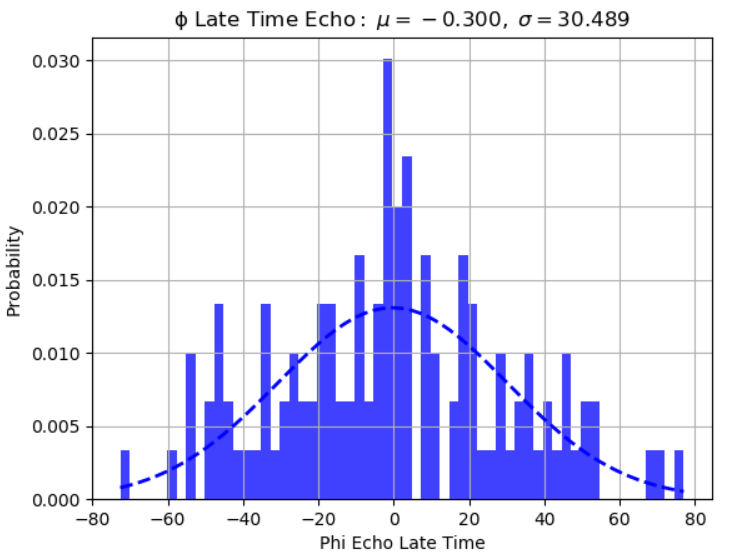 ϕ Late Time Echo : μ = − 0.300, σ = 30.489
0.030
0.025
0.020
0.015
0.010
0.005
0.000
Probability
−80 −60 −40 −20 0 20 40 60 80
Phi Echo Late Time